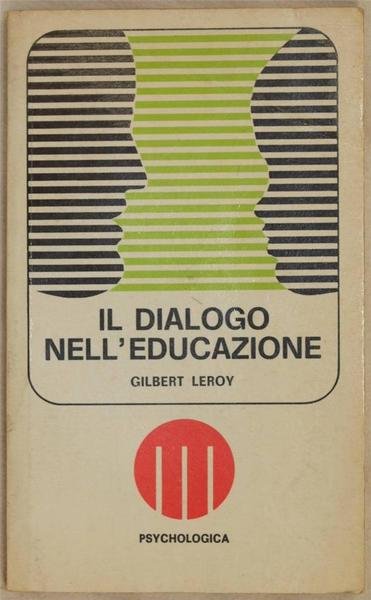 IL DIALOGO
NELL'EDUCAZIONE
GILBERT LEROY
PSYCHOLOGICA